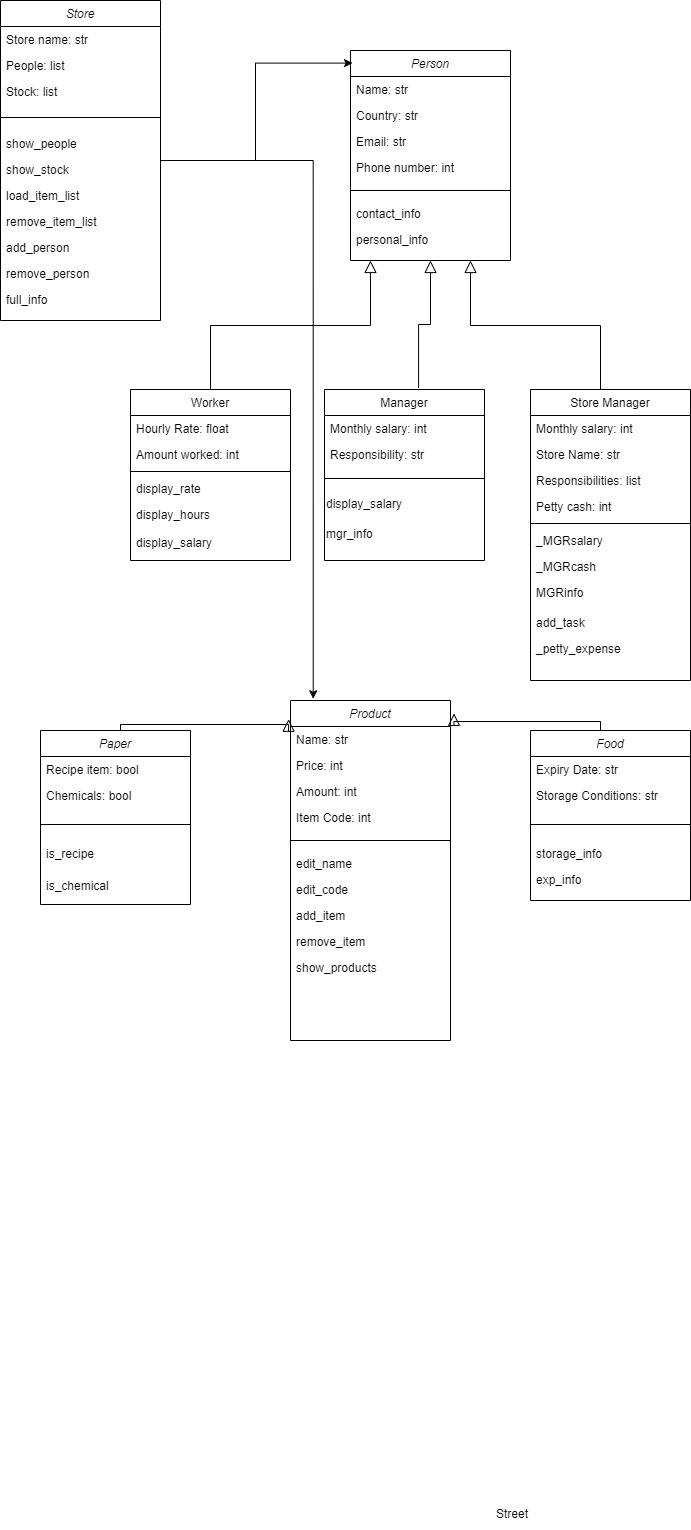 Store
Store name: str
People: list
Stock: list
show_people
show_stock
load_item_list
remove_item_list
add_person
remove_person
full_info
Person
Name: str
Country: str
Email: str
Phone number: int
contact_info
personal_info
Worker
Hourly Rate: float
Amount worked: int
display_rate
display_hours
display_salary
Manager
Monthly salary: int
Responsibility: str
display_salary
mgr_info
Store Manager
Monthly salary: int
Store Name: str
Responsibilities: list
Petty cash: int
_MGRsalary
_MGRcash
MGRinfo
add_task
_petty_expense
Paper
Recipe item: bool
Chemicals: bool
is_recipe
is_chemical
Product
Name: str
Price: int
Amount: int
Item Code: int
edit_name
edit_code
add_item
remove_item
show_products
Food
Expiry Date: str
Storage Conditions: str
storage_info
exp_info
Street